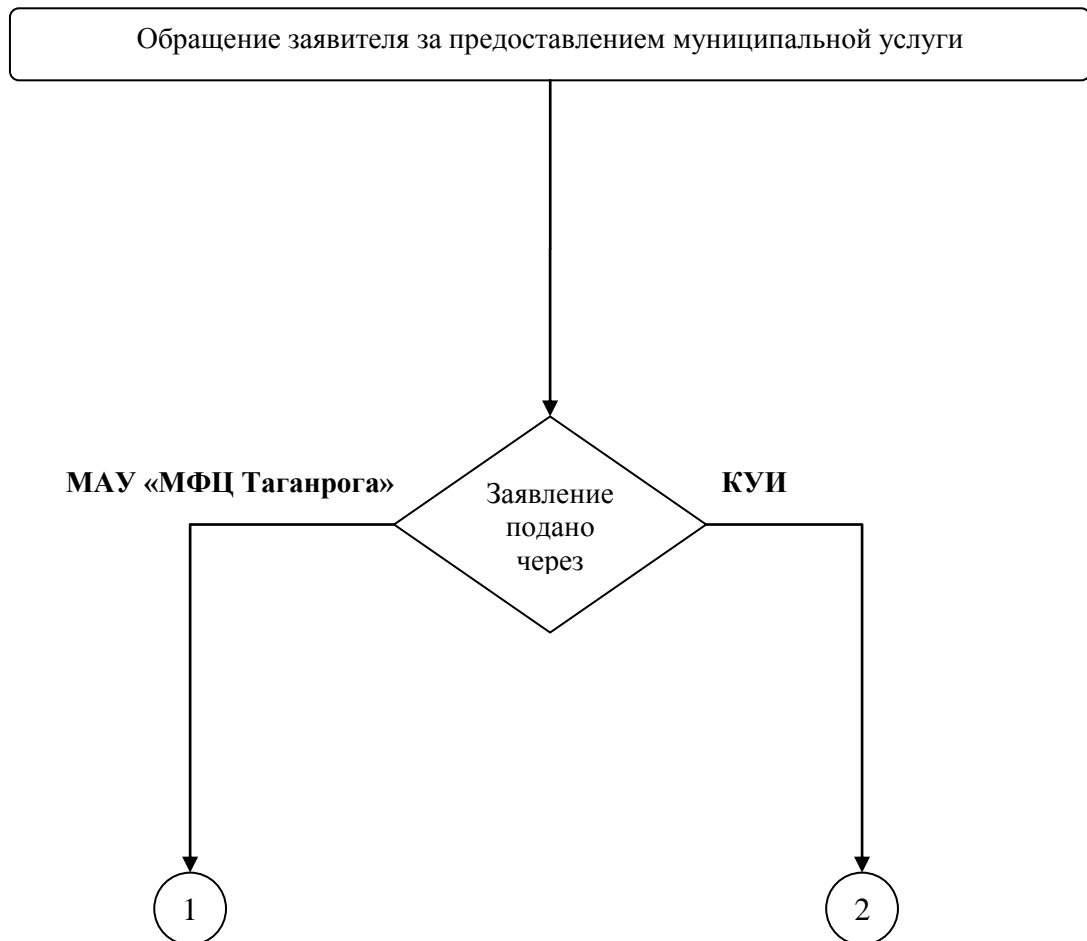 Обращение заявителя за предоставлением муниципальной услуги
МАУ «МФЦ Таганрога»
КУИ
Заявление
подано
через
1
2